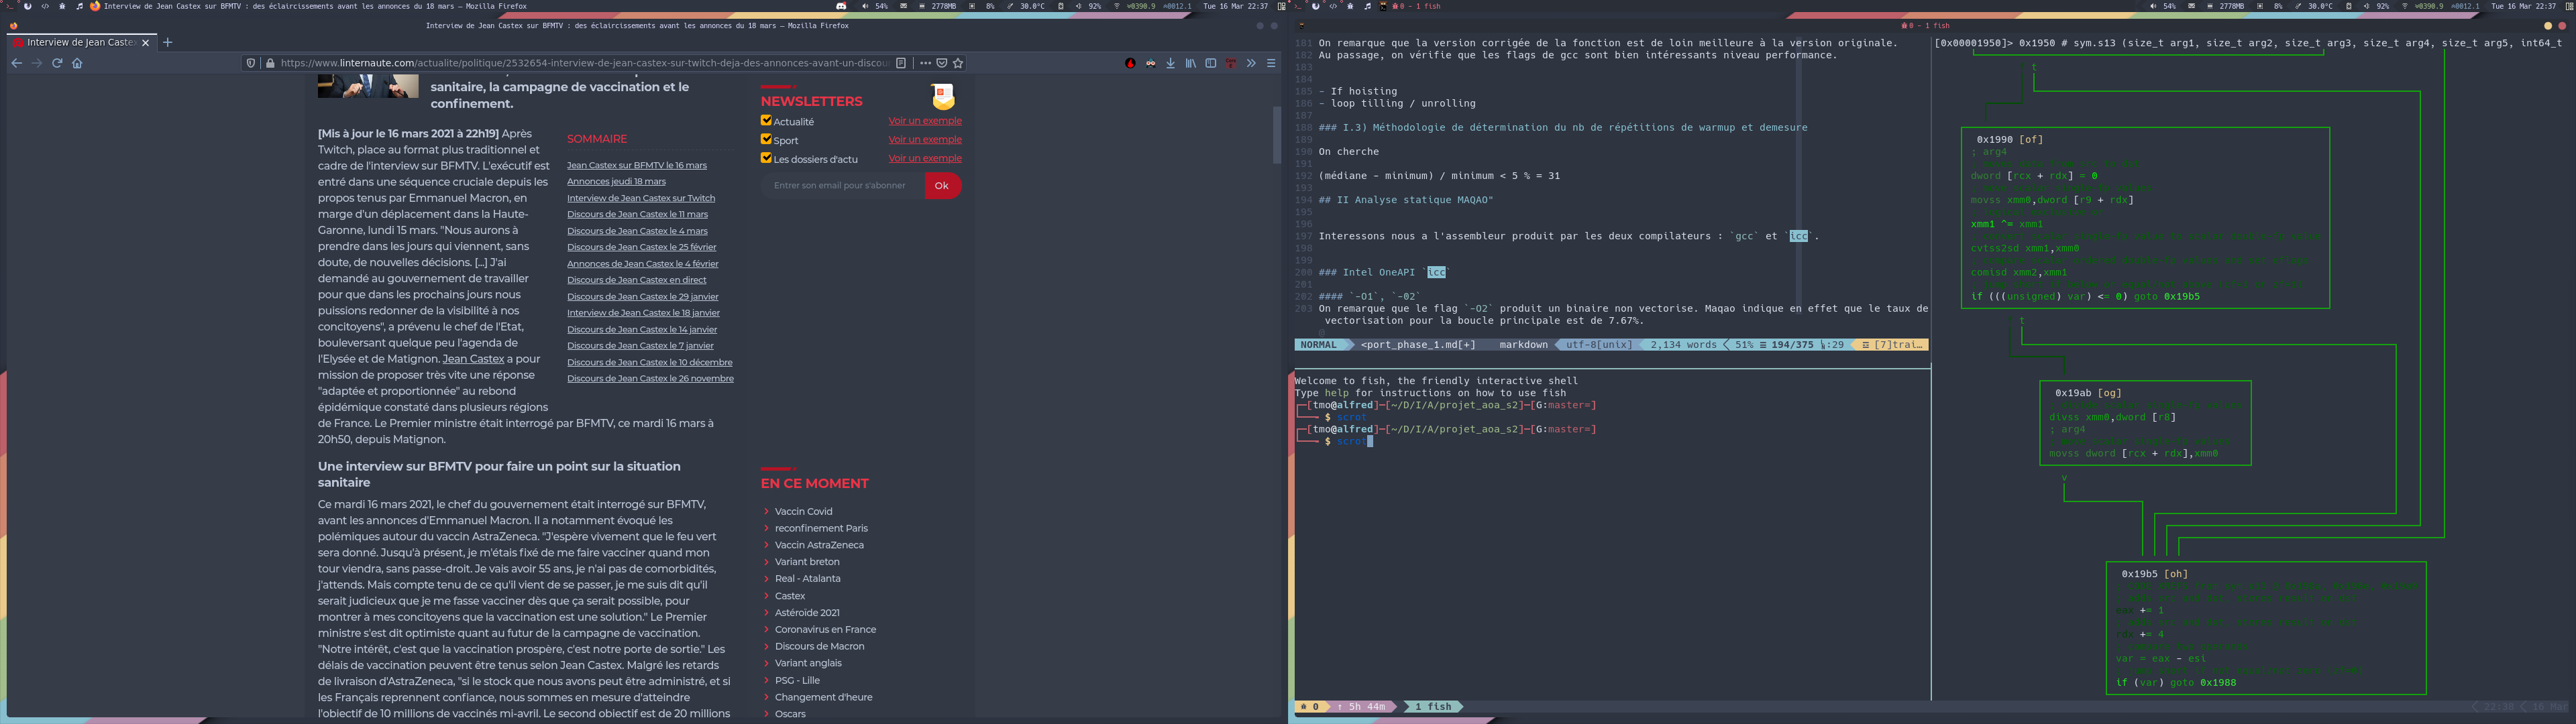 Interview de Jean Castex sur BFMTV : des éclaircissements avant les annonces du 18 mars — Mozilla Firefox
54%
2778MB
8%
30.0°C
92%
Tue 16 Mar 22:37
0 - 1 fish
54%
2778MB
8%
30.0°C
92%
Tue 16 Mar 22:37
Interview de Jean Castex sur BFMTV : des éclaircissements avant les annonces du 18 mars — Mozilla Firefox
Interview de Jean Castex
https://www.linternaute.com/actualite/politique/2532654-interview-de-jean-castex-sur-twitch-deja-des-annonces-avant-un-discou
sanitaire, la campagne de vaccination et le
confinement.
[Mis à jour le 16 mars 2021 à 22h19] Après
Twitch, place au format plus traditionnel et
cadre de l'interview sur BFMTV. L'exécutif est
entré dans une séquence cruciale depuis les
propos tenus par Emmanuel Macron, en
marge d'un déplacement dans la Haute-
Garonne, lundi 15 mars. "Nous aurons à
prendre dans les jours qui viennent, sans
doute, de nouvelles décisions. [...] J'ai
demandé au gouvernement de travailler
pour que dans les prochains jours nous
puissions redonner de la visibilité à nos
concitoyens", a prévenu le chef de l'Etat,
bouleversant quelque peu l'agenda de
l'Elysée et de Matignon. Jean Castex a pour
mission de proposer très vite une réponse
"adaptée et proportionnée" au rebond
épidémique constaté dans plusieurs régions
de France. Le Premier ministre était interrogé par BFMTV, ce mardi 16 mars à
20h50, depuis Matignon.
SOMMAIRE
Jean Castex sur BFMTV le 16 mars
Annonces jeudi 18 mars
Interview de Jean Castex sur Twitch
Discours de Jean Castex le 11 mars
Discours de Jean Castex le 4 mars
Discours de Jean Castex le 25 février
Annonces de Jean Castex le 4 février
Discours de Jean Castex en direct
Discours de Jean Castex le 29 janvier
Interview de Jean Castex le 18 janvier
Discours de Jean Castex le 14 janvier
Discours de Jean Castex le 7 janvier
Discours de Jean Castex le 10 décembre
Discours de Jean Castex le 26 novembre
Une interview sur BFMTV pour faire un point sur la situation
sanitaire
Ce mardi 16 mars 2021, le chef du gouvernement était interrogé sur BFMTV,
avant les annonces d'Emmanuel Macron. Il a notamment évoqué les
polémiques autour du vaccin AstraZeneca. "J'espère vivement que le feu vert
sera donné. Jusqu'à présent, je m'étais fixé de me faire vacciner quand mon
tour viendra, sans passe-droit. Je vais avoir 55 ans, je n'ai pas de comorbidités,
j'attends. Mais compte tenu de ce qu'il vient de se passer, je me suis dit qu'il
serait judicieux que je me fasse vacciner dès que ça serait possible, pour
montrer à mes concitoyens que la vaccination est une solution." Le Premier
ministre s'est dit optimiste quant au futur de la campagne de vaccination.
"Notre intérêt, c'est que la vaccination prospère, c'est notre porte de sortie." Les
délais de vaccination peuvent être tenus selon Jean Castex. Malgré les retards
de livraison d'AstraZeneca, "si le stock que nous avons peut être administré, et si
les Français reprennent confiance, nous sommes en mesure d'atteindre
l'objectif de 10 millions de vaccinés mi-avril. Le second objectif est de 20 millions
NEWSLETTERS
Actualité Voir un exemple
Sport Voir un exemple
Les dossiers d'actu Voir un exemple
Entrer son email pour s'abonner Ok
EN CE MOMENT
Vaccin Covid
reconfinement Paris
Vaccin AstraZeneca
Variant breton
Real - Atalanta
Castex
Astéroïde 2021
Coronavirus en France
Discours de Macron
Variant anglais
PSG - Lille
Changement d'heure
Oscars
0 - 1 fish
181 On remarque que la version corrigée de la fonction est de loin meilleure à la version originale.
182 Au passage, on vérifie que les flags de gcc sont bien intéressants niveau performance.
183
184
185 - If hoisting
186 - loop tilling / unrolling
187
188 ### I.3) Méthodologie de détermination du nb de répétitions de warmup et demesure
189
190 On cherche
191
192 (médiane - minimum) / minimum < 5 % = 31
193
194 ## II Analyse statique MAQAO"
195
196
197 Interessons nous a l'assembleur produit par les deux compilateurs : `gcc` et `icc`.
198
199
200 ### Intel OneAPI `icc`
201
202 #### `-O1`, `-O2`
203 On remarque que le flag `-O2` produit un binaire non vectorise. Maqao indique en effet que le taux de
vectorisation pour la boucle principale est de 7.67%.
NORMAL <port_phase_1.md[+] markdown utf-8[unix] 2,134 words 51% 194/375 :29 [7]trai…
Welcome to fish, the friendly interactive shell
Type help for instructions on how to use fish
[tmo@alfred]-[~/D/I/A/projet_aoa_s2]-[G:master=]
$ scrot
[tmo@alfred]-[~/D/I/A/projet_aoa_s2]-[G:master=]
$ scrot
[0x00001950]> 0x1950 # sym.s13 (size_t arg1, size_t arg2, size_t arg3, size_t arg4, size_t arg5, int64_t
t
0x1990 [of]
; arg4
dword [rcx + rdx] = 0
movss xmm0,dword [r9 + rdx]
xmm1 ^= xmm1
cvtss2sd xmm1,xmm0
comisd xmm2,xmm1
if (((unsigned) var) <= 0) goto 0x19b5
t
0x19ab [og]
divss xmm0,dword [r8]
; arg4
movss dword [rcx + rdx],xmm0
v
0x19b5 [oh]
eax += 1
rdx += 4
var = eax - esi
if (var) goto 0x1988
0 ↑ 5h 44m 1 fish
22:38 16 Mar